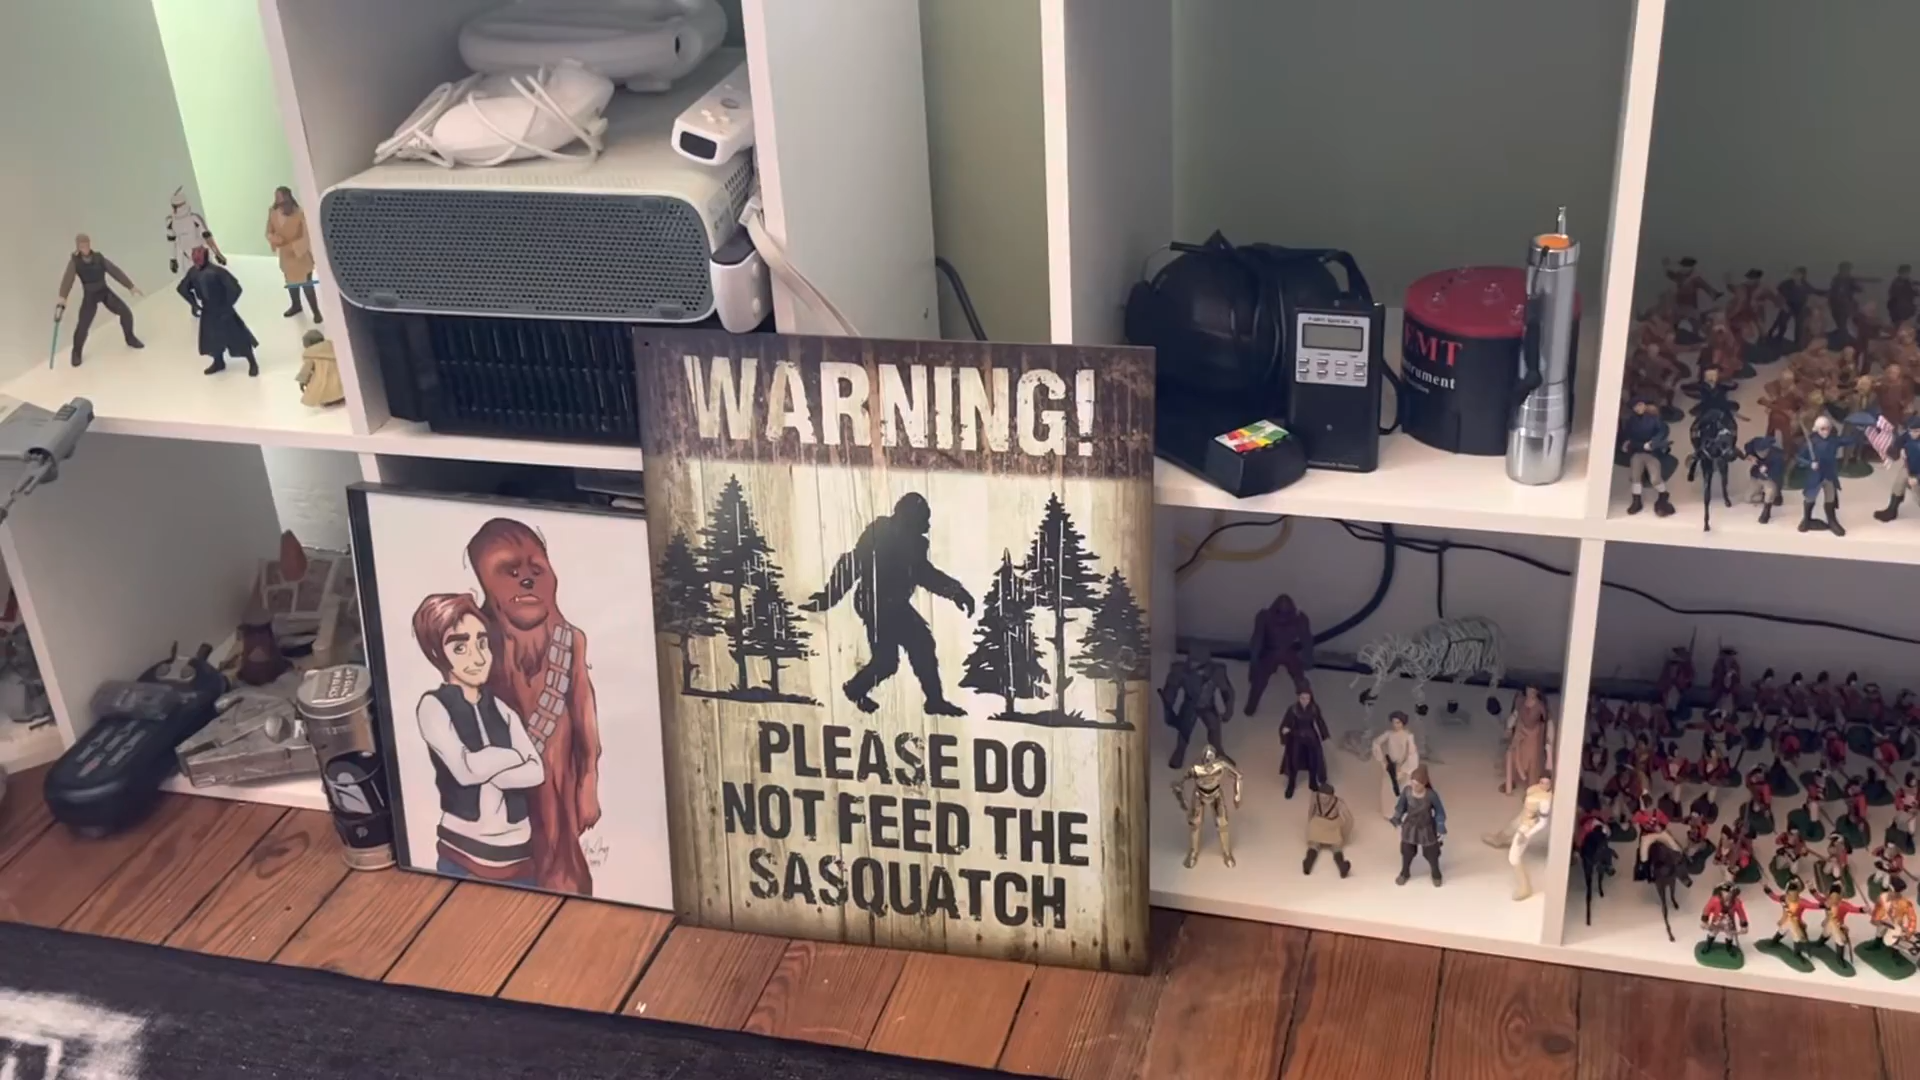 WARNING!
PLEASE DO
NOT FEED THE
SASQUATCH
EMT